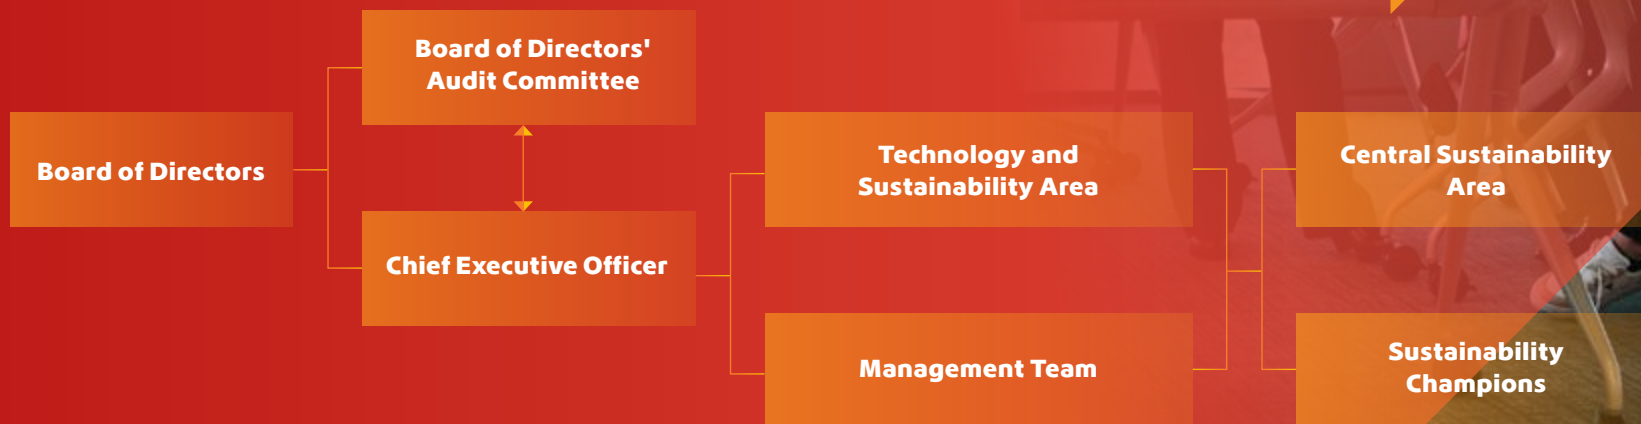 Board of Directors
Board of Directors'
Audit Committee
Chief Executive Officer
Technology and
Sustainability Area
Management Team
Central Sustainability
Area
Sustainability
Champions